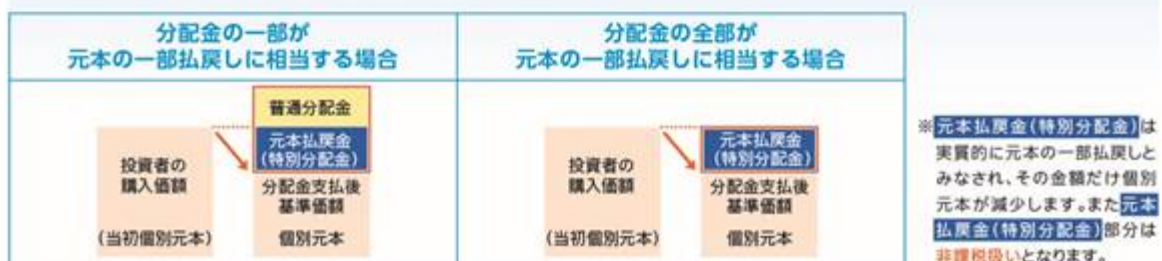 分配金の一部が
元本の一部払戻しに相当する場合
分配金の全部が
元本の一部払戻しに相当する場合
投資者の
購入価額
(当初個別元本)
普通分配金
元本払戻金
(特別分配金)
分配金支払後
基準価額
個別元本
投資者の
購入価額
(当初個別元本)
元本払戻金
(特別分配金)
分配金支払後
基準価額
個別元本
※元本払戻金(特別分配金)は
実質的に元本の一部払戻しと
みなされ、その金額だけ個別
元本が減少します。また元本
払戻金(特別分配金)部分は
非課税扱いとなります。